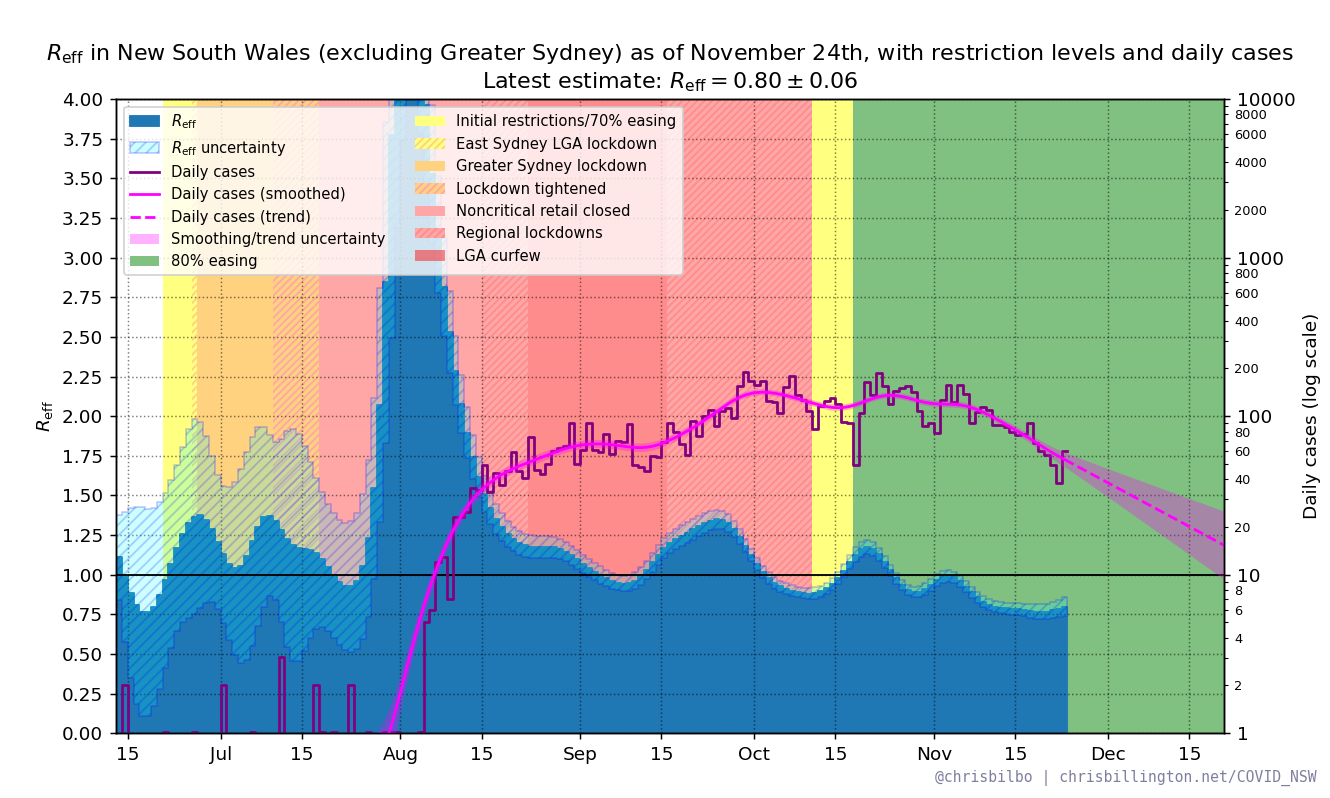 R_eff in New South Wales (excluding Greater Sydney) as of November 24th, with restriction levels and daily cases
Latest estimate: R_eff = 0.80 ± 0.06
R_eff
R_eff uncertainty
Daily cases
Daily cases (smoothed)
Daily cases (trend)
Smoothing/trend uncertainty
80% easing
Initial restrictions/70% easing
East Sydney LGA lockdown
Greater Sydney lockdown
Lockdown tightened
Noncritical retail closed
Regional lockdowns
LGA curfew
R_eff
4.00
3.75
3.50
3.25
3.00
2.75
2.50
2.25
2.00
1.75
1.50
1.25
1.00
0.75
0.50
0.25
0.00
10000
8000
6000
4000
2000
1000
800
600
400
200
100
80
60
40
20
10
8
6
4
2
1
Daily cases (log scale)
15 Jul 15 Aug 15 Sep 15 Oct 15 Nov 15 Dec 15
@chrisbilbo | chrisbillington.net/COVID_NSW